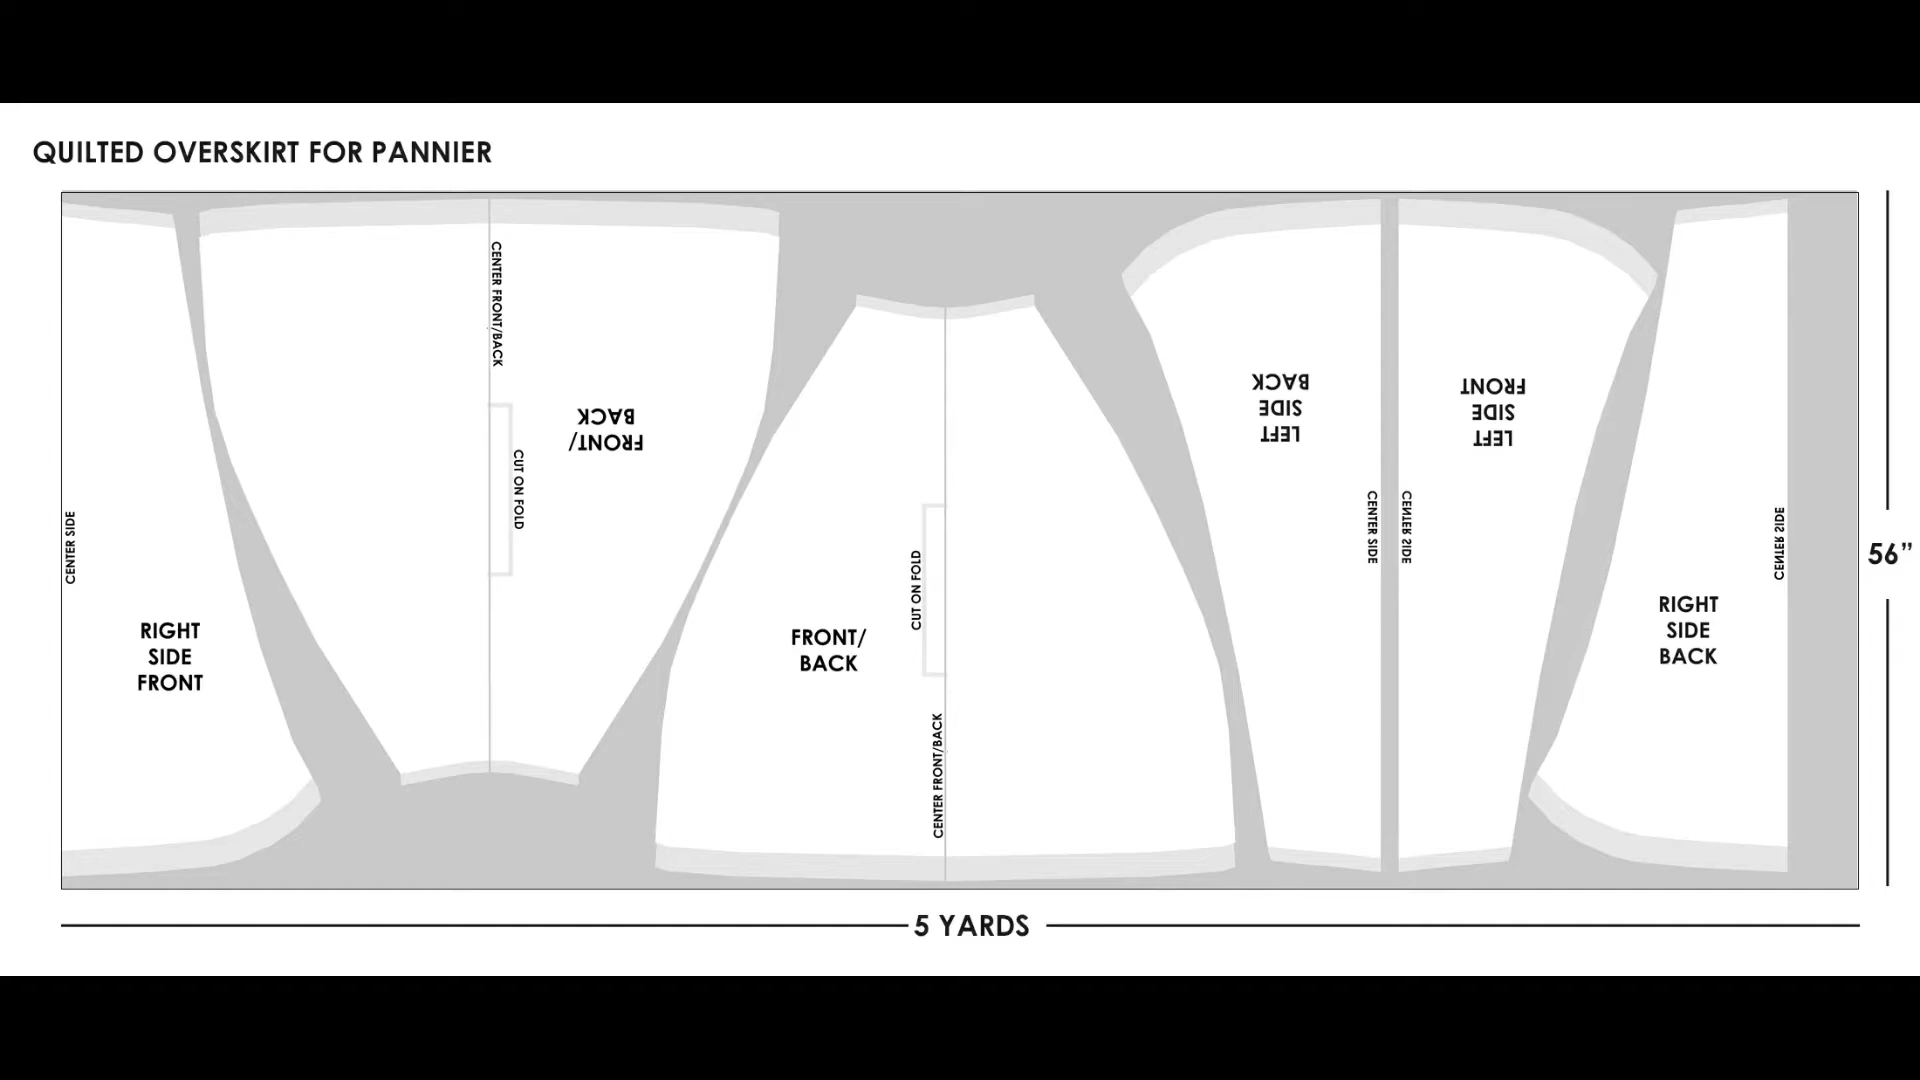 QUILTED OVERSKIRT FOR PANNIER
CENTER SIDE
RIGHT
SIDE
FRONT
CENTER FRONT/BACK
CUT ON FOLD
FRONT/
BACK
FRONT/
BACK
CUT ON FOLD
CENTER FRONT/BACK
LEFT
SIDE
BACK
CENTER SIDE
CENTER SIDE
LEFT
SIDE
FRONT
RIGHT
SIDE
BACK
CENTER SIDE
56”
5 YARDS